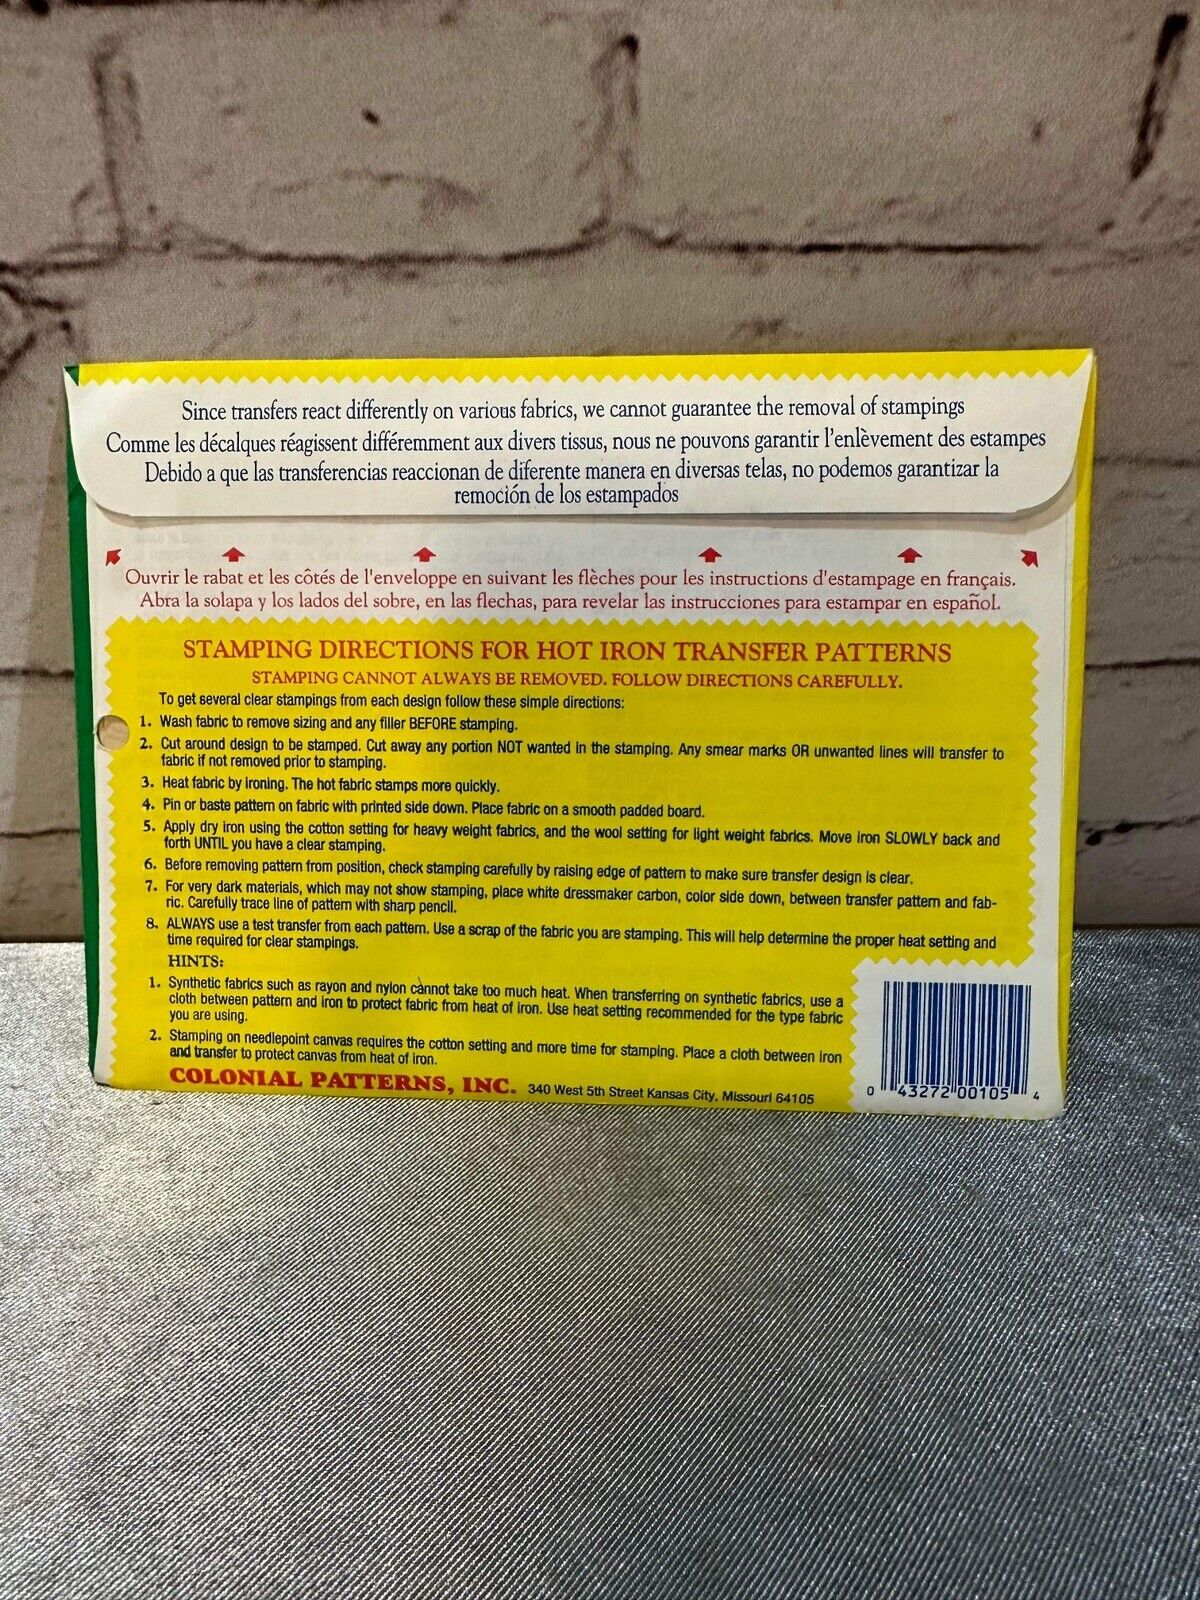 Since transfers react differently on various fabrics, we cannot guarantee the removal of stampings
Comme les décalques réagissent différemment aux divers tissus, nous ne pouvons garantir l'enlèvement des estampes
Debido a que las transferencias reaccionan de diferente manera en diversas telas, no podemos garantizar la
remoción de los estampados
Ouvrir le rabat et les côtés de l'enveloppe en suivant les flèches pour les instructions d'estampage en français.
Abra la solapa y los lados del sobre, en las flechas, para revelar las instrucciones para estampar en español.
STAMPING DIRECTIONS FOR HOT IRON TRANSFER PATTERNS
STAMPING CANNOT ALWAYS BE REMOVED. FOLLOW DIRECTIONS CAREFULLY.
To get several clear stampings from each design follow these simple directions:
1. Wash fabric to remove sizing and any filler BEFORE stamping.
2. Cut around design to be stamped. Cut away any portion NOT wanted in the stamping. Any smear marks OR unwanted lines will transfer to
fabric if not removed prior to stamping.
3. Heat fabric by ironing. The hot fabric stamps more quickly.
4. Pin or baste pattern on fabric with printed side down. Place fabric on a smooth padded board.
5. Apply dry iron using the cotton setting for heavy weight fabrics, and the wool setting for light weight fabrics. Move iron SLOWLY back and
forth UNTIL you have a clear stamping.
6. Before removing pattern from position, check stamping carefully by raising edge of pattern to make sure transfer design is clear.
7. For very dark materials, which may not show stamping, place white dressmaker carbon, color side down, between transfer pattern and fab-
ric. Carefully trace line of pattern with sharp pencil.
8. ALWAYS use a test transfer from each pattern. Use a scrap of the fabric you are stamping. This will help determine the proper heat setting and
time required for clear stampings.
HINTS:
1. Synthetic fabrics such as rayon and nylon cannot take too much heat. When transferring on synthetic fabrics, use a
cloth between pattern and iron to protect fabric from heat of iron. Use heat setting recommended for the type fabric
you are using.
2. Stamping on needlepoint canvas requires the cotton setting and more time for stamping. Place a cloth between iron
and transfer to protect canvas from heat of iron.
COLONIAL PATTERNS, INC. 340 West 5th Street Kansas City, Missouri 64105
0 43272 00105 4